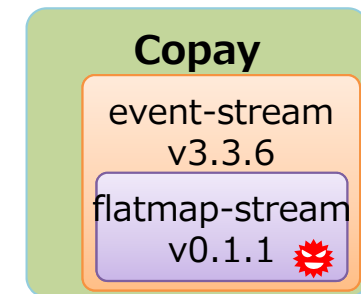 Copay
event-stream
v3.3.6
flatmap-stream
v0.1.1